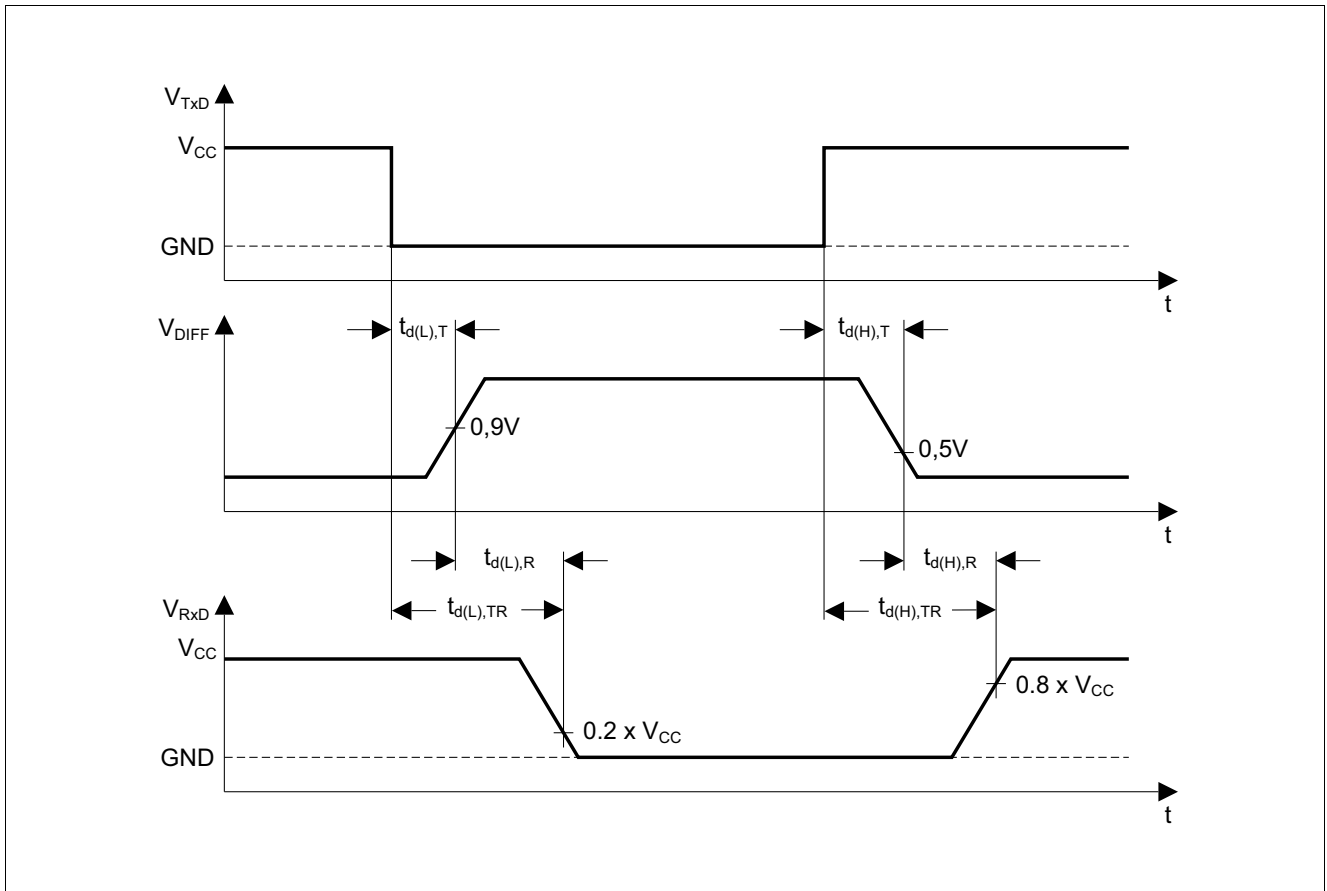 V_TxD
V_CC
GND
t
V_DIFF
t_d(L),T
t_d(H),T
0,9V
0,5V
t
t_d(L),R
t_d(H),R
V_RxD
t_d(L),TR
t_d(H),TR
V_CC
0.8 x V_CC
0.2 x V_CC
GND
t